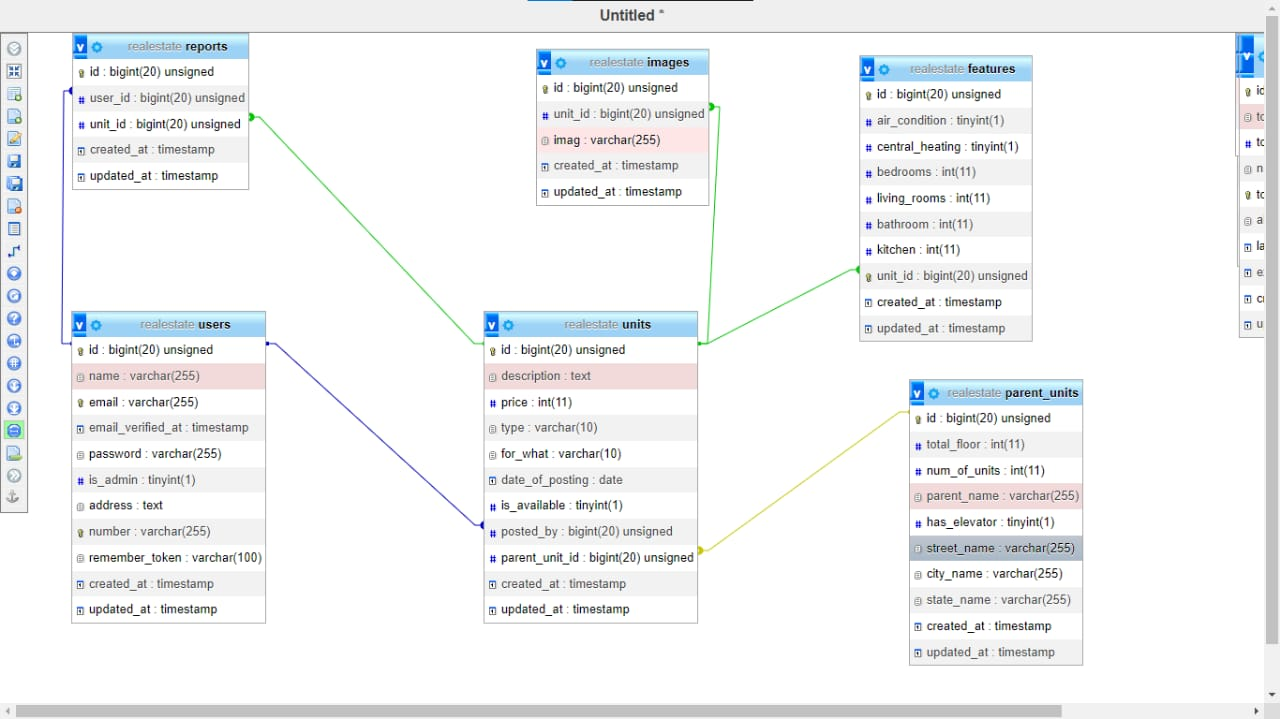 Untitled *
realestate reports
id : bigint(20) unsigned
user_id : bigint(20) unsigned
unit_id : bigint(20) unsigned
created_at : timestamp
updated_at : timestamp
realestate images
id : bigint(20) unsigned
unit_id : bigint(20) unsigned
imag : varchar(255)
created_at : timestamp
updated_at : timestamp
realestate features
id : bigint(20) unsigned
air_condition : tinyint(1)
central_heating : tinyint(1)
bedrooms : int(11)
living_rooms : int(11)
bathroom : int(11)
kitchen : int(11)
unit_id : bigint(20) unsigned
created_at : timestamp
updated_at : timestamp
realestate users
id : bigint(20) unsigned
name : varchar(255)
email : varchar(255)
email_verified_at : timestamp
password : varchar(255)
is_admin : tinyint(1)
address : text
number : varchar(255)
remember_token : varchar(100)
created_at : timestamp
updated_at : timestamp
realestate units
id : bigint(20) unsigned
description : text
price : int(11)
type : varchar(10)
for_what : varchar(10)
date_of_posting : date
is_available : tinyint(1)
posted_by : bigint(20) unsigned
parent_unit_id : bigint(20) unsigned
created_at : timestamp
updated_at : timestamp
realestate parent_units
id : bigint(20) unsigned
total_floor : int(11)
num_of_units : int(11)
parent_name : varchar(255)
has_elevator : tinyint(1)
street_name : varchar(255)
city_name : varchar(255)
state_name : varchar(255)
created_at : timestamp
updated_at : timestamp